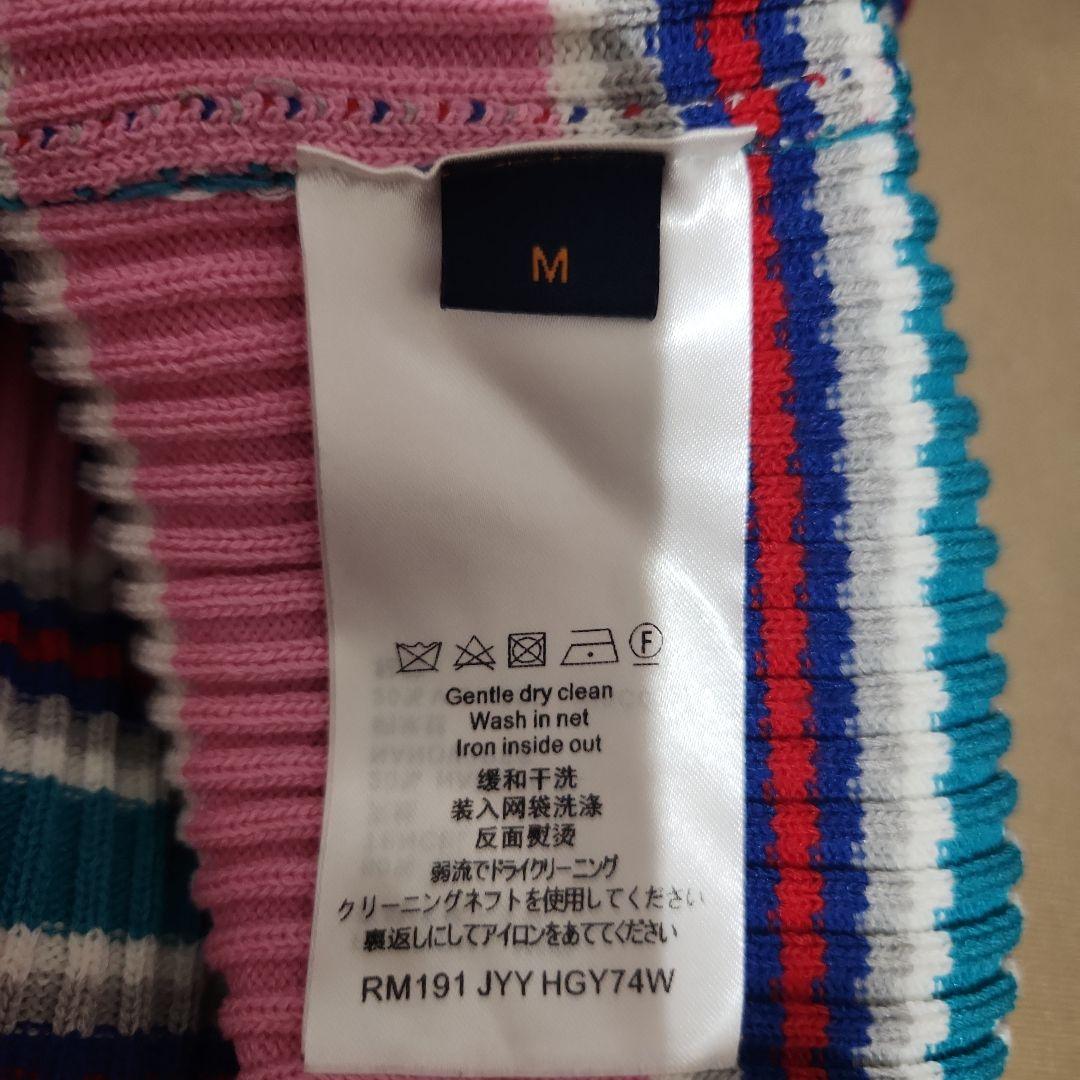 M
F
Gentle dry clean
Wash in net
Iron inside out
缓和干洗
装入网袋洗涤
反面熨烫
弱流でドライクリーニング
クリーニングネフトを使用してください
裏返しにしてアイロンをあててください
RM191 JYY HGY74W